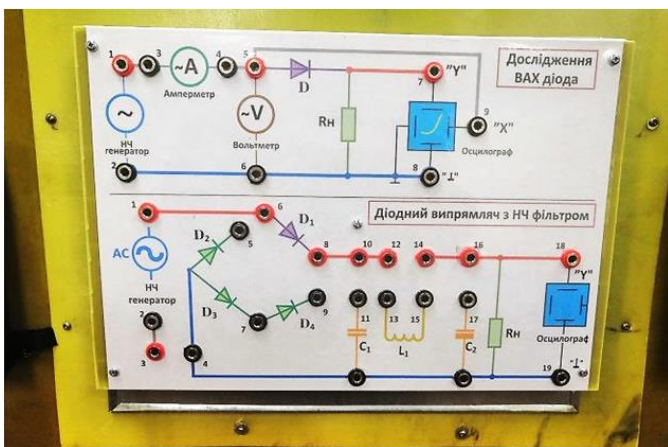 Дослідження
ВАХ діода
1
3
~A
4
5
Амперметр
D
"Y"
7
~
~V
RН
9
"X"
НЧ
генератор
Вольтметр
Осцилограф
2
6
8
"⊥"
Діодний випрямляч з НЧ фільтром
1
6
D1
D2
5
8
10
12
14
16
18
AC
"Y"
НЧ
генератор
D3
D4
9
11
13
15
17
RН
2
7
C1
L1
C2
Осцилограф
3
4
19
"⊥"